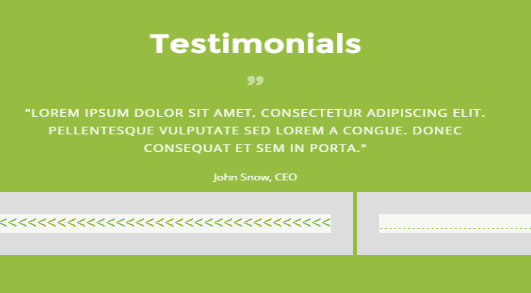 Testimonials
"LOREM IPSUM DOLOR SIT AMET, CONSECTETUR ADIPISCING ELIT.
PELLENTESQUE VULPUTATE SED LOREM A CONGUE. DONEC
CONSEQUAT ET SEM IN PORTA."
John Snow, CEO